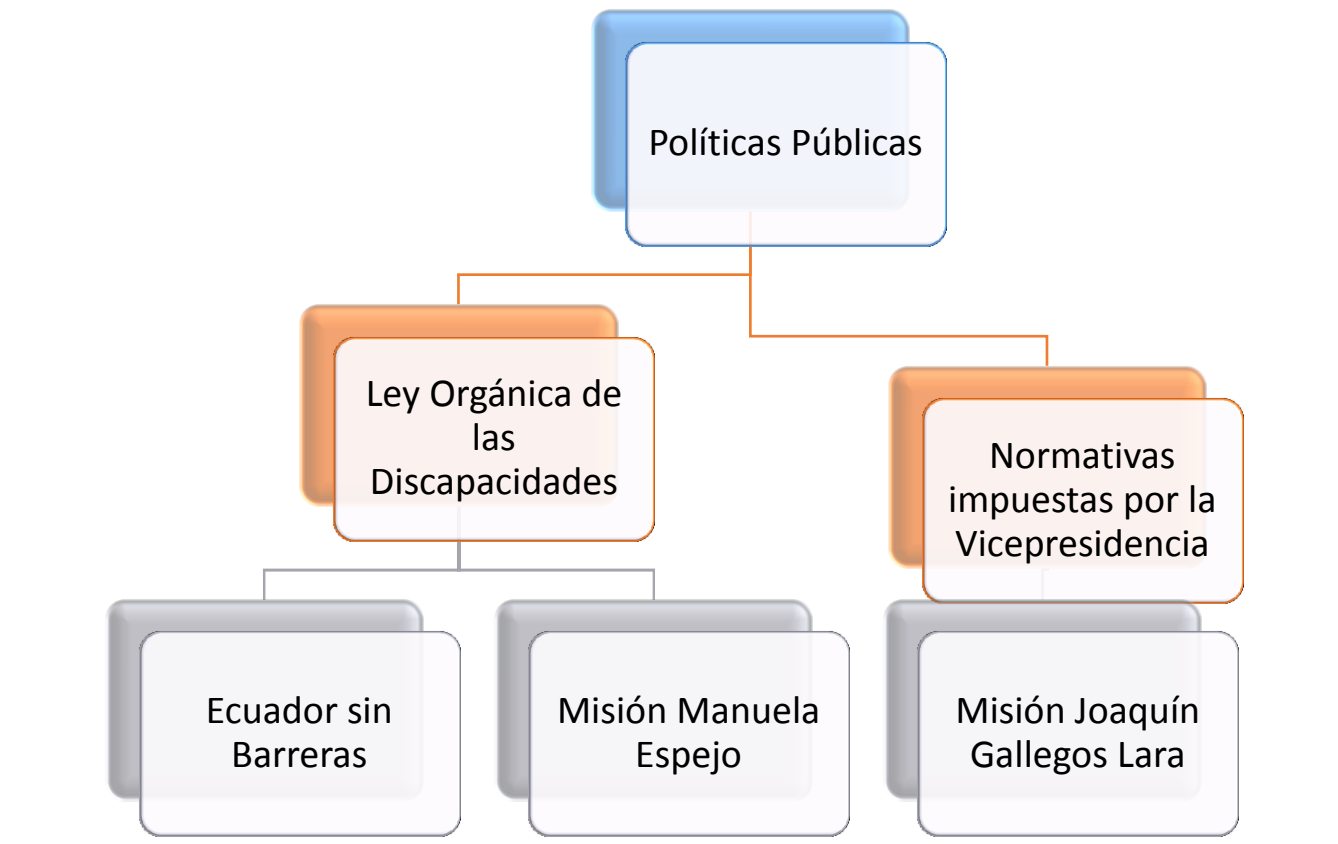 Políticas Públicas
Ley Orgánica de
las
Discapacidades
Normativas
impuestas por la
Vicepresidencia
Ecuador sin
Barreras
Misión Manuela
Espejo
Misión Joaquín
Gallegos Lara